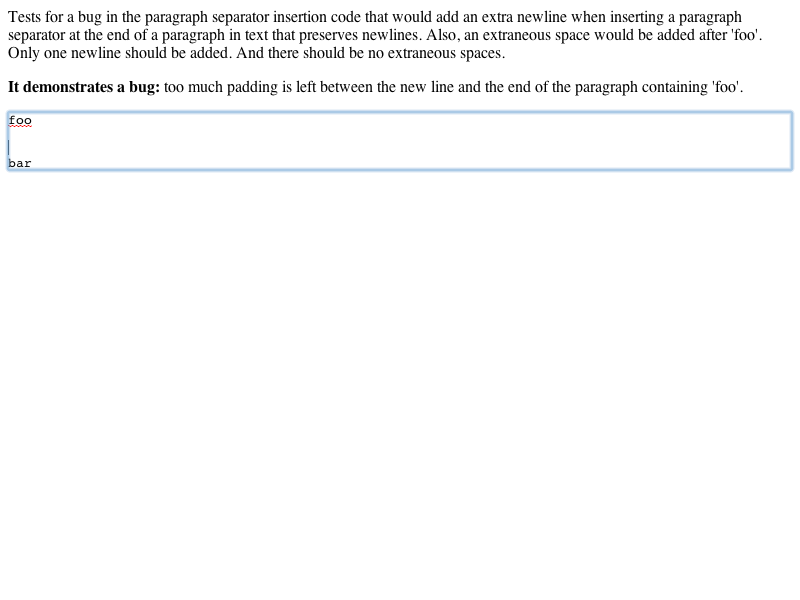 Tests for a bug in the paragraph separator insertion code that would add an extra newline when inserting a paragraph
separator at the end of a paragraph in text that preserves newlines. Also, an extraneous space would be added after 'foo'.
Only one newline should be added. And there should be no extraneous spaces.
It demonstrates a bug: too much padding is left between the new line and the end of the paragraph containing 'foo'.
foo
bar